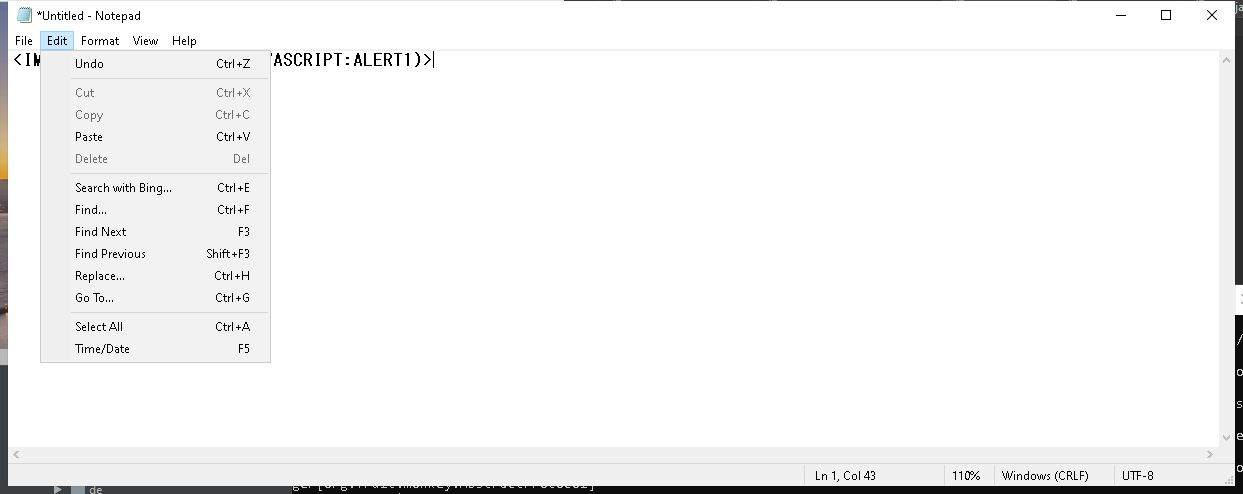 *Untitled - Notepad
File Edit Format View Help
<IM ASCRIPT:ALERT1)>
Undo Ctrl+Z
Cut Ctrl+X
Copy Ctrl+C
Paste Ctrl+V
Delete Del
Search with Bing... Ctrl+E
Find... Ctrl+F
Find Next F3
Find Previous Shift+F3
Replace... Ctrl+H
Go To... Ctrl+G
Select All Ctrl+A
Time/Date F5
Ln 1, Col 43 110% Windows (CRLF) UTF-8
de